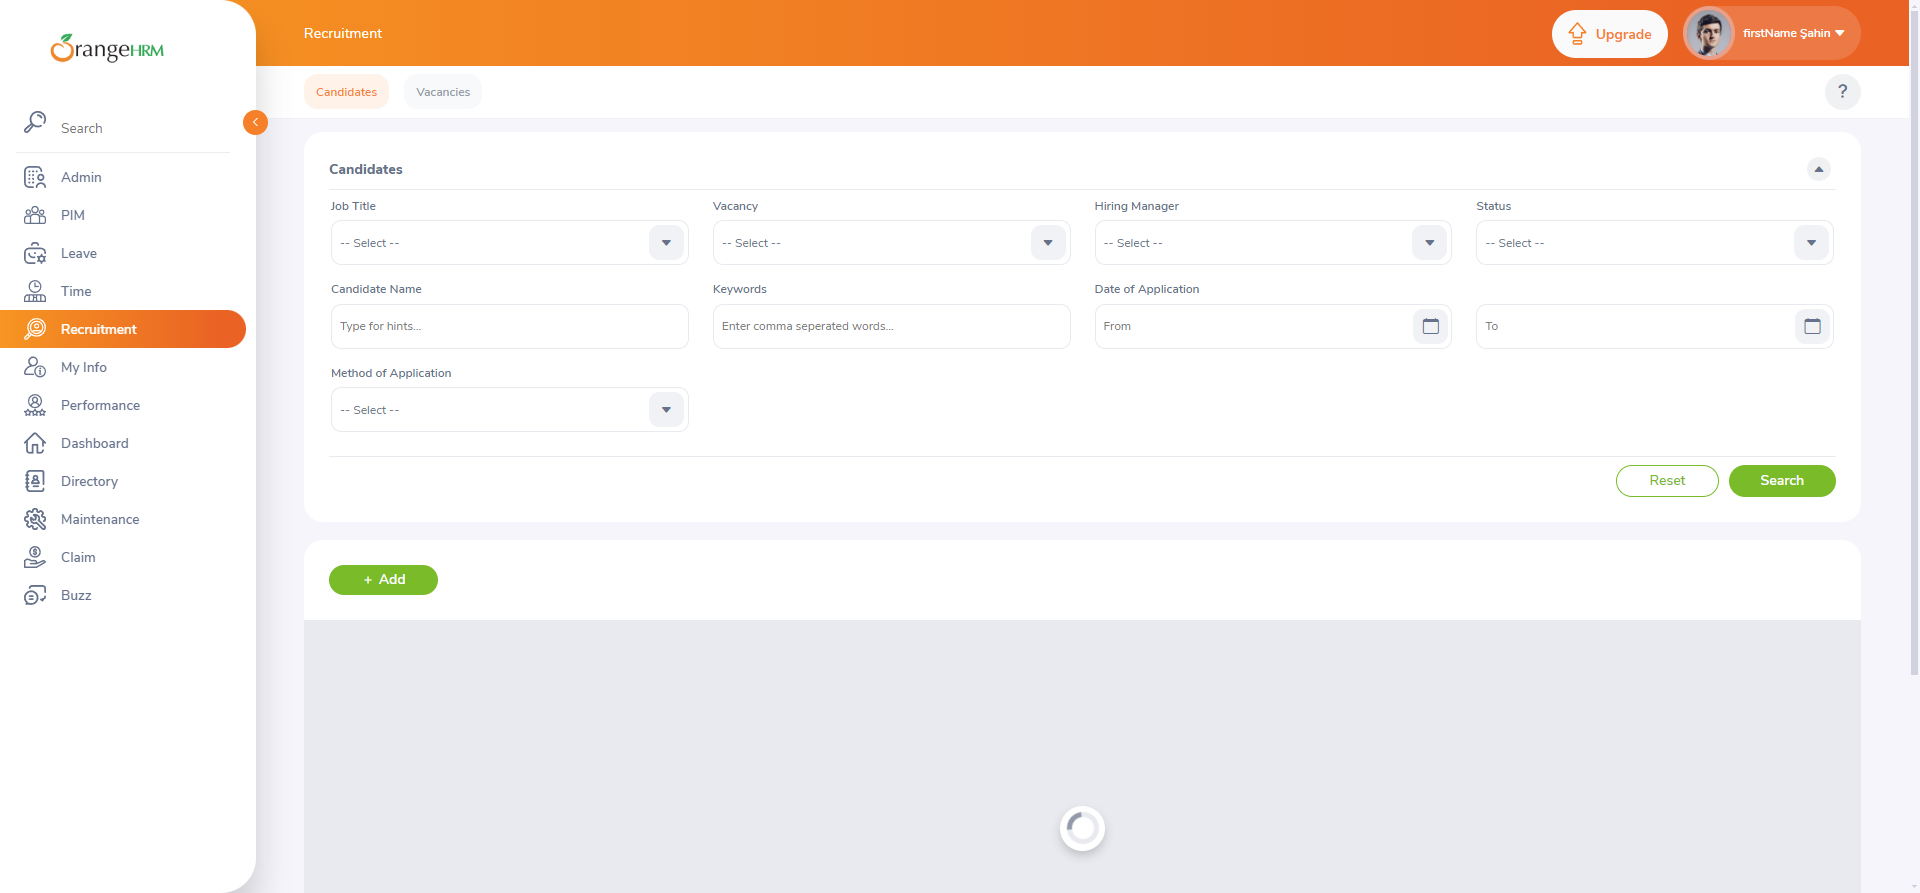 OrangeHRM
Recruitment
Upgrade
firstName Şahin
Candidates
Vacancies
?
Search
Admin
PIM
Leave
Time
Recruitment
My Info
Performance
Dashboard
Directory
Maintenance
Claim
Buzz
Candidates
Job Title
Vacancy
Hiring Manager
Status
-- Select --
-- Select --
-- Select --
-- Select --
Candidate Name
Keywords
Date of Application
Type for hints...
Enter comma seperated words...
From
To
Method of Application
-- Select --
Reset
Search
+ Add